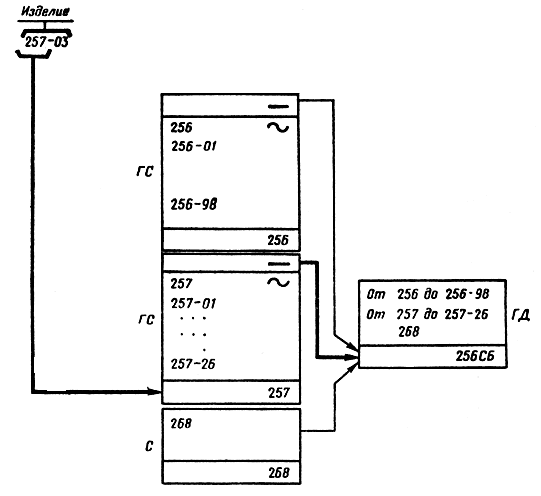 Изделие
257-03
ГС
256
256-01
256-98
256
ГС
257
257-01
. . .
. . .
.
257-26
257
С
268
268
От 256 до 256-98
От 257 до 257-26
268
256СБ
ГД